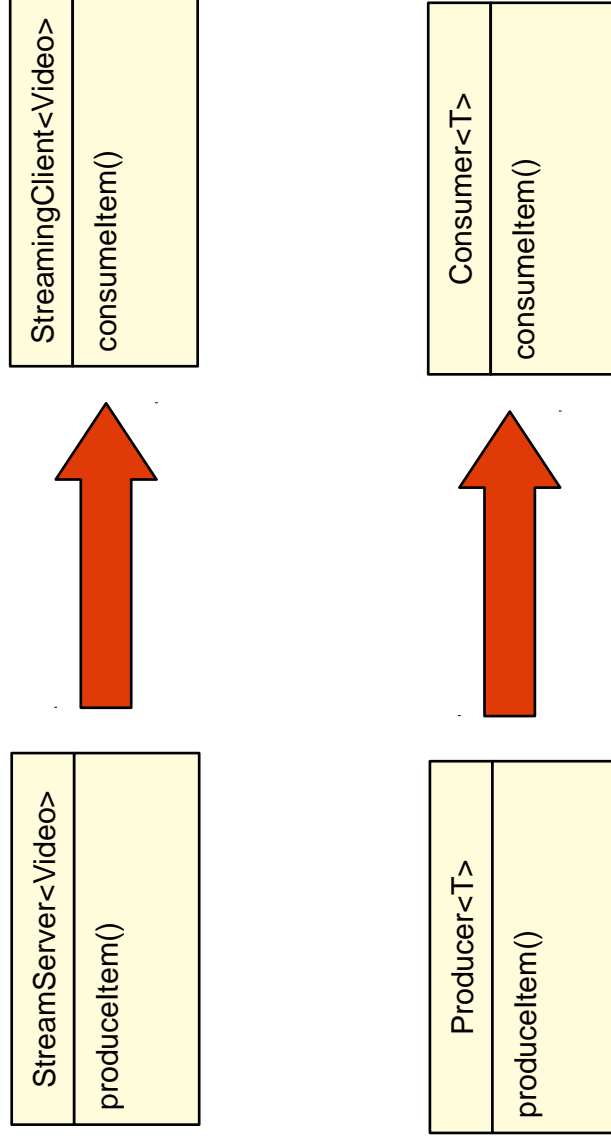 StreamServer<Video>
produceItem()
StreamingClient<Video>
consumeItem()
Producer<T>
produceItem()
Consumer<T>
consumeItem()